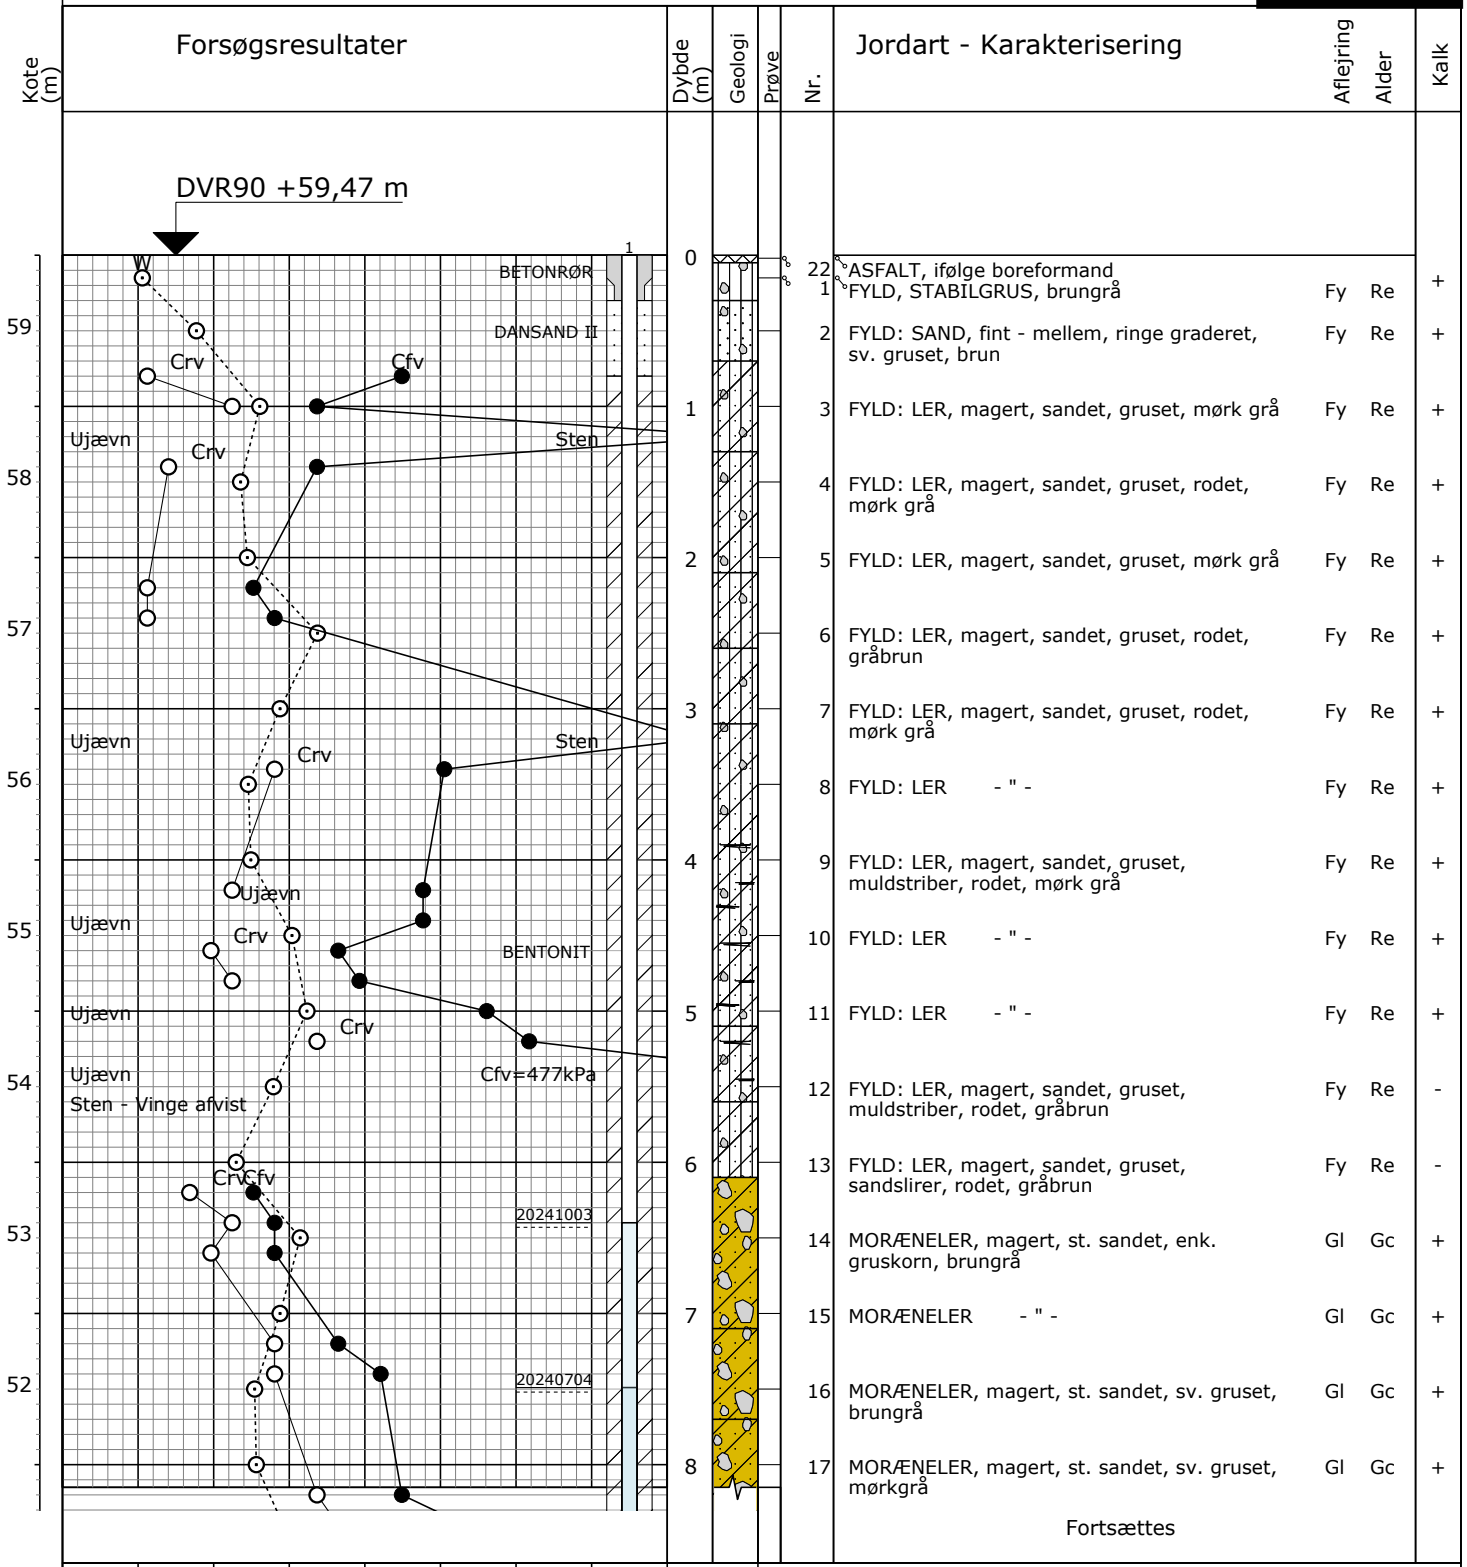 Kote (m)
Forsøgsresultater
Dybde (m)
Geologi
Prøve
Nr.
Jordart - Karakterisering
Aflejring
Alder
Kalk
DVR90 +59,47 m
1
W
BETONRØR
0
22 ASFALT, ifølge boreformand
+
1 FYLD, STABILGRUS, brungrå Fy Re
59
DANSAND II
2 FYLD: SAND, fint - mellem, ringe graderet, Fy Re +
sv. gruset, brun
Crv
Cfv
1
3 FYLD: LER, magert, sandet, gruset, mørk grå Fy Re +
Ujævn
Crv
Sten
58
4 FYLD: LER, magert, sandet, gruset, rodet, Fy Re +
mørk grå
2
5 FYLD: LER, magert, sandet, gruset, mørk grå Fy Re +
57
6 FYLD: LER, magert, sandet, gruset, rodet, Fy Re +
gråbrun
3
7 FYLD: LER, magert, sandet, gruset, rodet, Fy Re +
mørk grå
Ujævn
Crv
Sten
56
8 FYLD: LER - " - Fy Re +
4
9 FYLD: LER, magert, sandet, gruset, Fy Re +
muldstriber, rodet, mørk grå
Ujævn
Ujævn
55
Crv
BENTONIT
10 FYLD: LER - " - Fy Re +
Ujævn
Crv
5
11 FYLD: LER - " - Fy Re +
Ujævn
Cfv=477kPa
54
Sten - Vinge afvist
12 FYLD: LER, magert, sandet, gruset, Fy Re -
muldstriber, rodet, gråbrun
6
13 FYLD: LER, magert, sandet, gruset, Fy Re -
sandslirer, rodet, gråbrun
Crv
Cfv
20241003
53
14 MORÆNELER, magert, st. sandet, enk. Gl Gc +
gruskorn, brungrå
7
15 MORÆNELER - " - Gl Gc +
52
20240704
16 MORÆNELER, magert, st. sandet, sv. gruset, Gl Gc +
brungrå
8
17 MORÆNELER, magert, st. sandet, sv. gruset, Gl Gc +
mørkgrå
Fortsættes